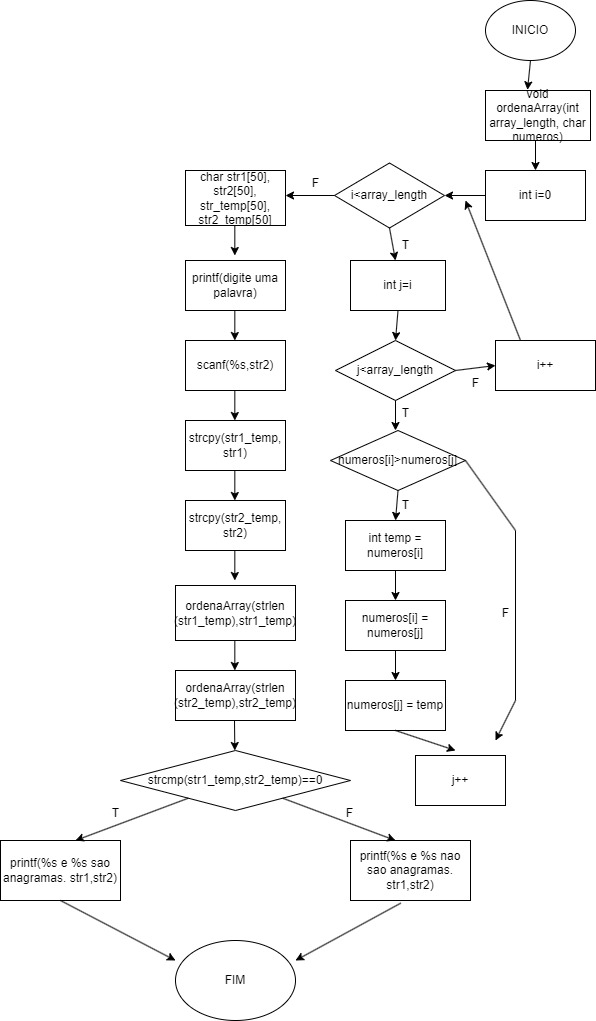 INICIO
void
ordenaArray(int
array_length, char
numeros)
int i=0
i<array_length
F
T
char str1[50],
str2[50],
str_temp[50],
str2_temp[50]
int j=i
printf(digite uma
palavra)
j<array_length
F
T
i++
scanf(%s,str2)
strcpy(str1_temp,
str1)
numeros[i]>numeros[j]
T
F
strcpy(str2_temp,
str2)
int temp =
numeros[i]
ordenaArray(strlen
(str1_temp),str1_temp)
numeros[i] =
numeros[j]
ordenaArray(strlen
(str2_temp),str2_temp)
numeros[j] = temp
j++
strcmp(str1_temp,str2_temp)==0
T
F
printf(%s e %s sao
anagramas. str1,str2)
printf(%s e %s nao
sao anagramas.
str1,str2)
FIM